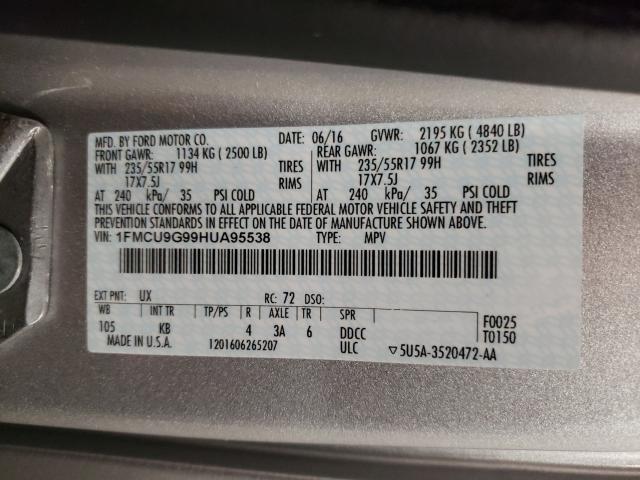 MFD. BY FORD MOTOR CO. DATE: 06/16 GVWR: 2195 KG ( 4840 LB)
FRONT GAWR: 1134 KG ( 2500 LB) REAR GAWR: 1067 KG ( 2352 LB)
WITH 235/55R17 99H TIRES WITH 235/55R17 99H TIRES
17X7.5J RIMS 17X7.5J RIMS
AT 240 kPa/ 35 PSI COLD AT 240 kPa/ 35 PSI COLD
THIS VEHICLE CONFORMS TO ALL APPLICABLE FEDERAL MOTOR VEHICLE SAFETY AND THEFT
PREVENTION STANDARDS IN EFFECT ON THE DATE OF MANUFACTURE SHOWN ABOVE.
VIN: 1FMCU9G99HUA95538 TYPE: MPV
EXT PNT: UX RC: 72 DSO:
WB INT TR TP/PS R AXLE TR SPR F0025
105 KB 4 3A 6 DDCC T0150
MADE IN U.S.A. 1201606265207 ULC ▽5U5A-3520472-AA